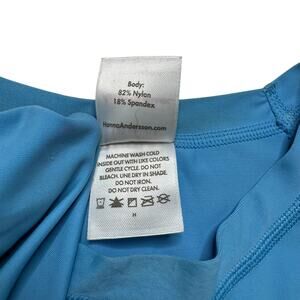 Body:
82% Nylon
18% Spandex
HannaAndersson.com
MACHINE WASH COLD
INSIDE OUT WITH LIKE COLORS
GENTLE CYCLE. DO NOT
BLEACH. LINE DRY IN SHADE.
DO NOT IRON.
DO NOT DRY CLEAN.
H